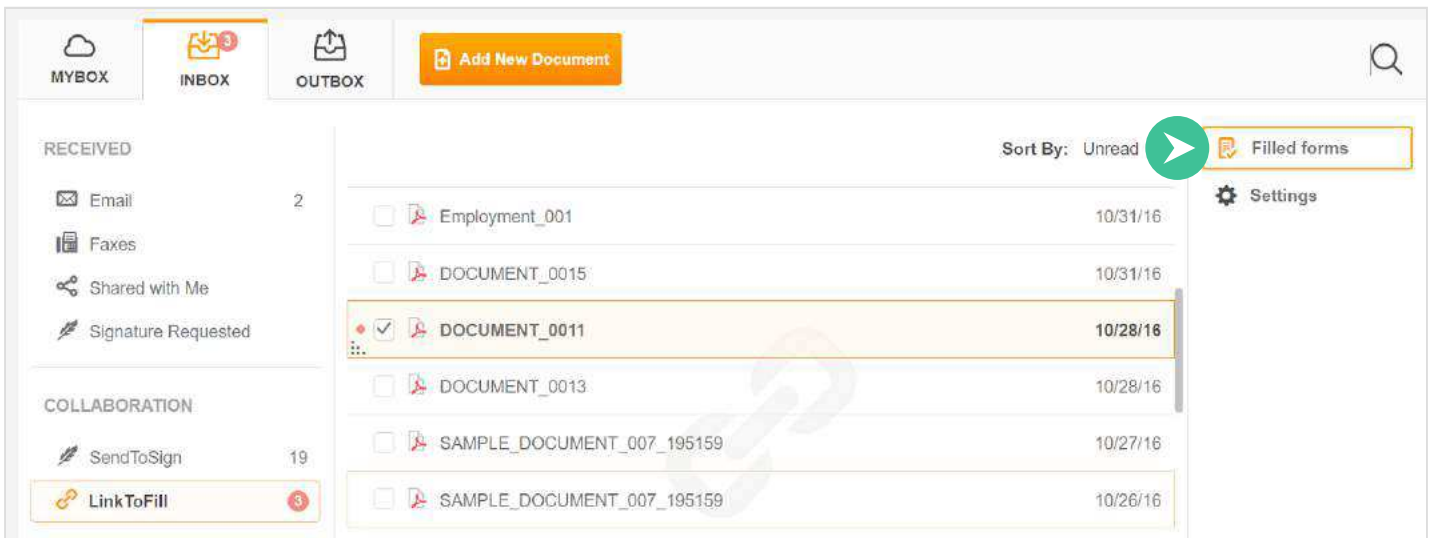 MYBOX
3
INBOX
OUTBOX
Add New Document
RECEIVED
Email 2
Faxes
Shared with Me
Signature Requested
COLLABORATION
SendToSign 19
LinkToFill 3
Sort By: Unread
Employment_001 10/31/16
DOCUMENT_0015 10/31/16
DOCUMENT_0011 10/28/16
DOCUMENT_0013 10/28/16
SAMPLE_DOCUMENT_007_195159 10/27/16
SAMPLE_DOCUMENT_007_195159 10/26/16
Filled forms
Settings